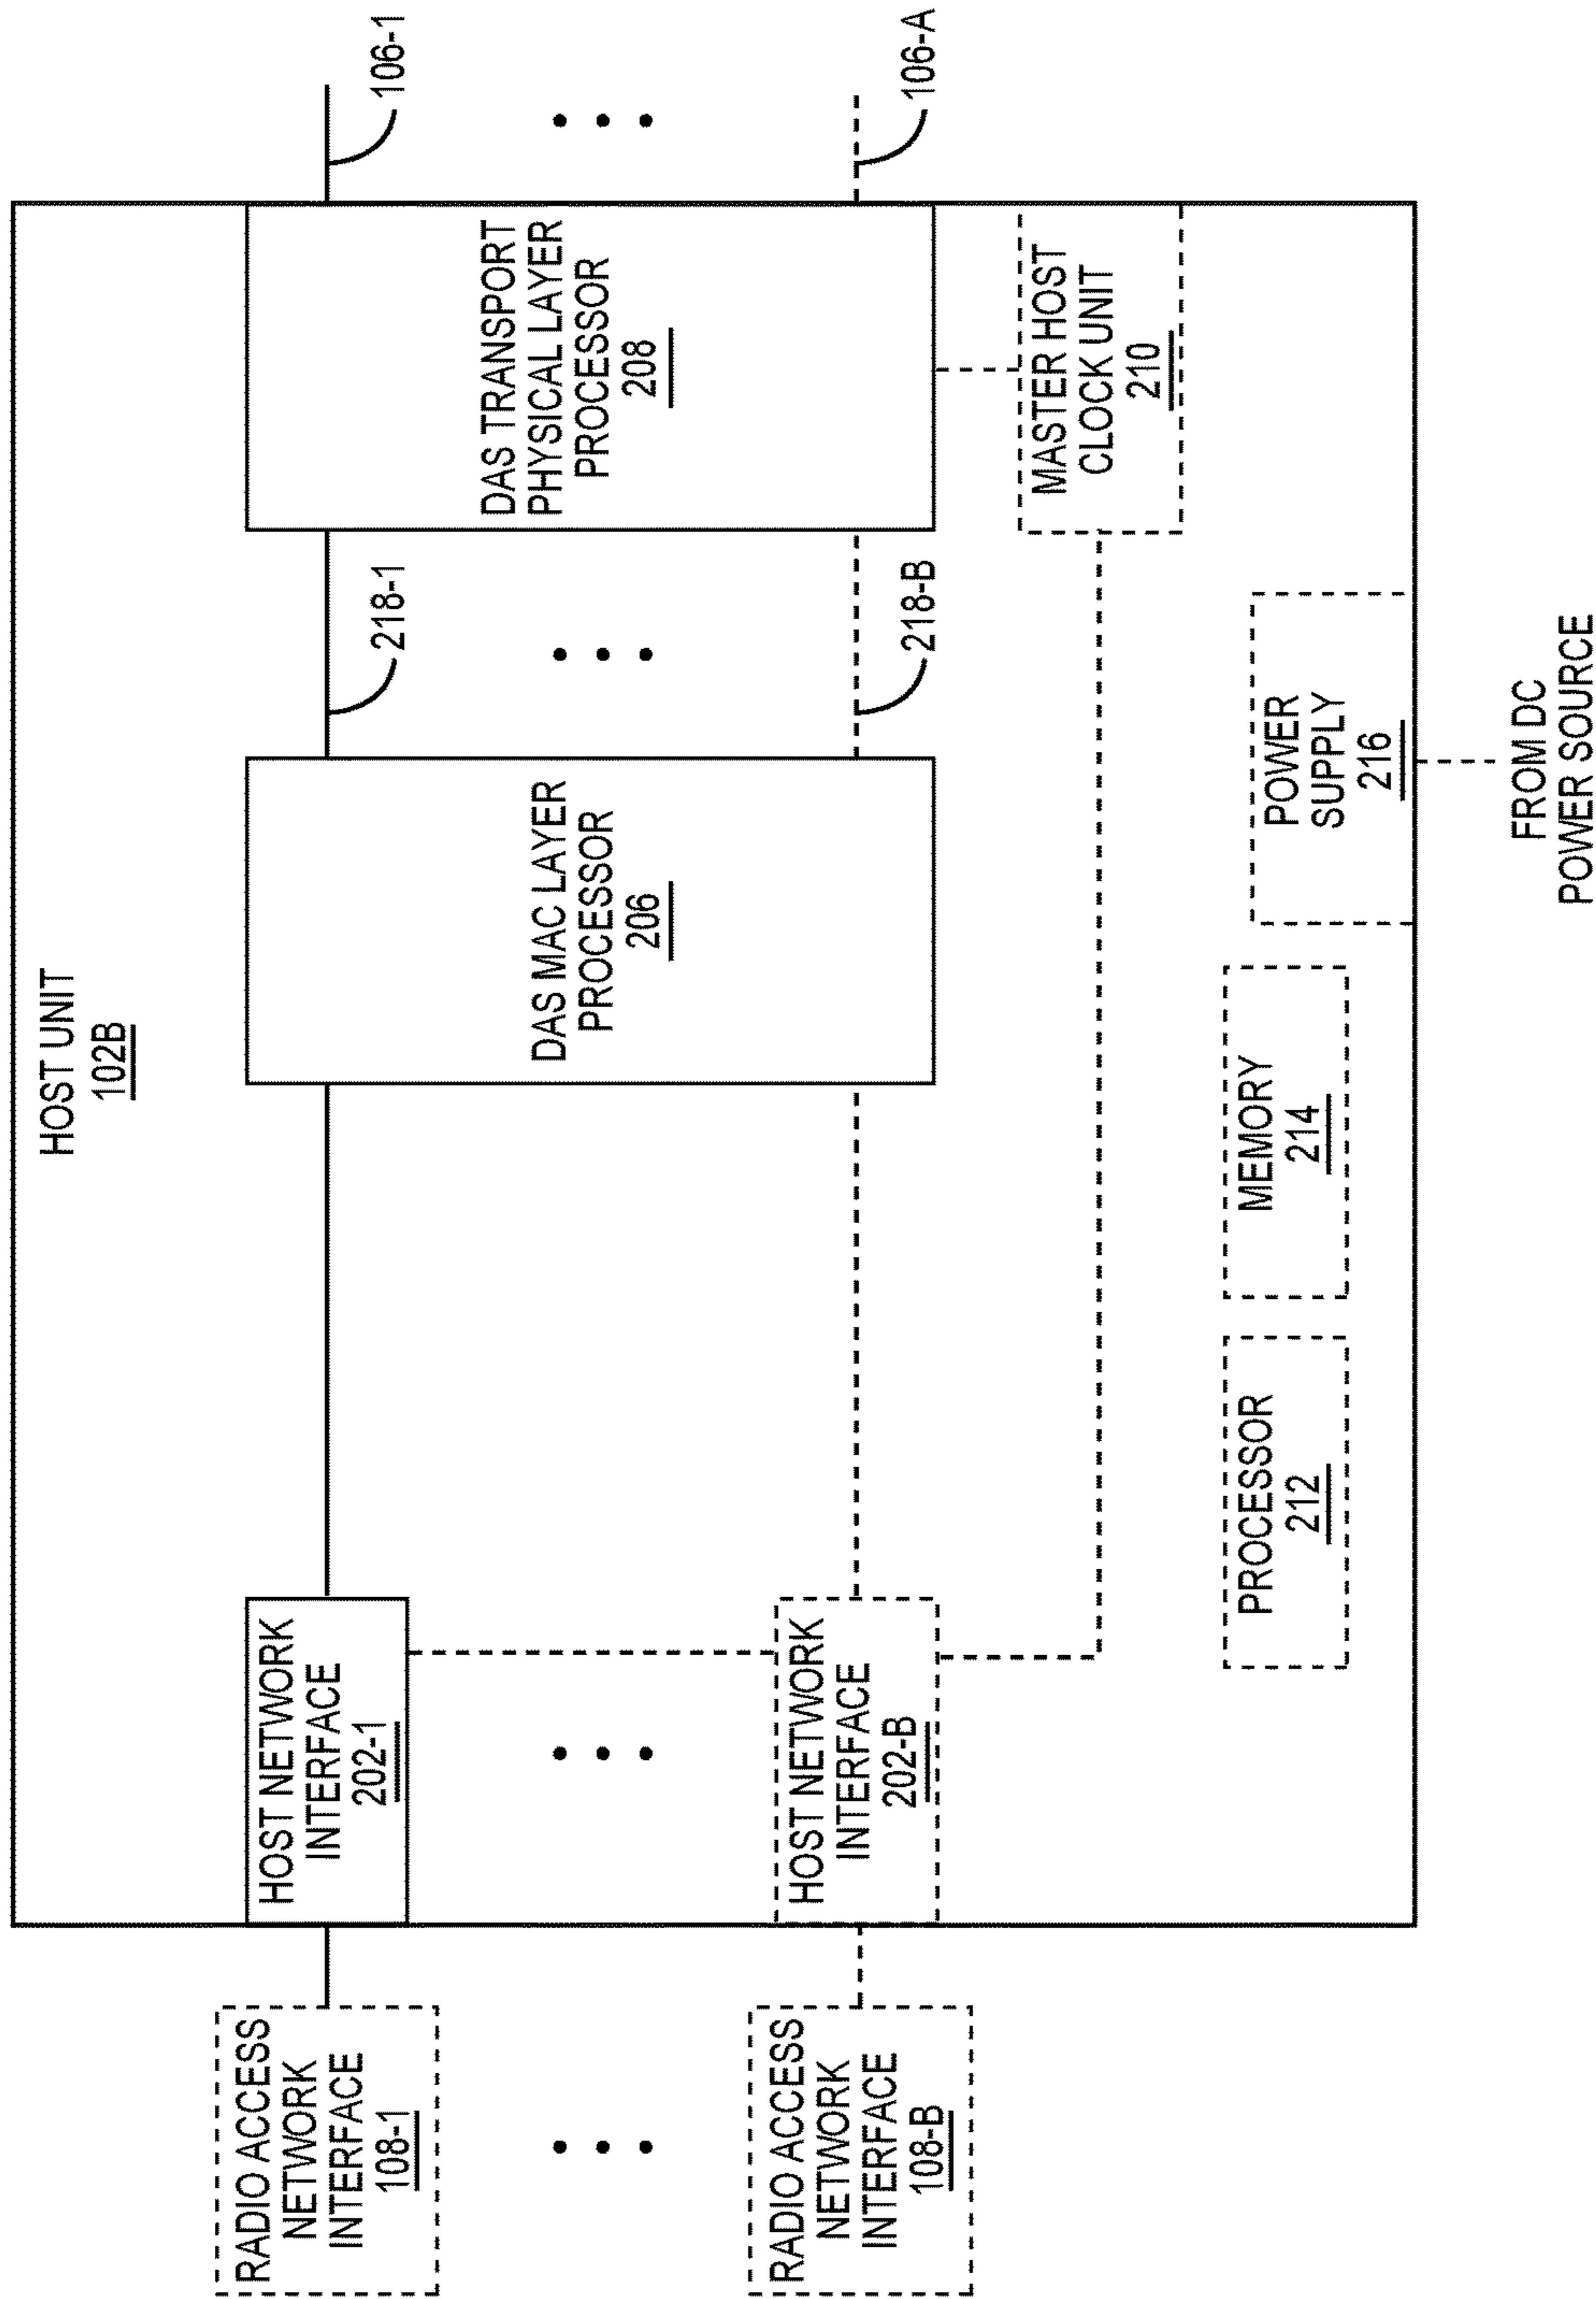 HOST UNIT
102B
RADIO ACCESS
NETWORK
INTERFACE
108-1
HOST NETWORK
INTERFACE
202-1
DAS MAC LAYER
PROCESSOR
206
218-1
DAS TRANSPORT
PHYSICAL LAYER
PROCESSOR
208
106-1
RADIO ACCESS
NETWORK
INTERFACE
108-B
HOST NETWORK
INTERFACE
202-B
218-B
106-A
MASTER HOST
CLOCK UNIT
210
PROCESSOR
212
MEMORY
214
POWER
SUPPLY
216
FROM DC
POWER SOURCE